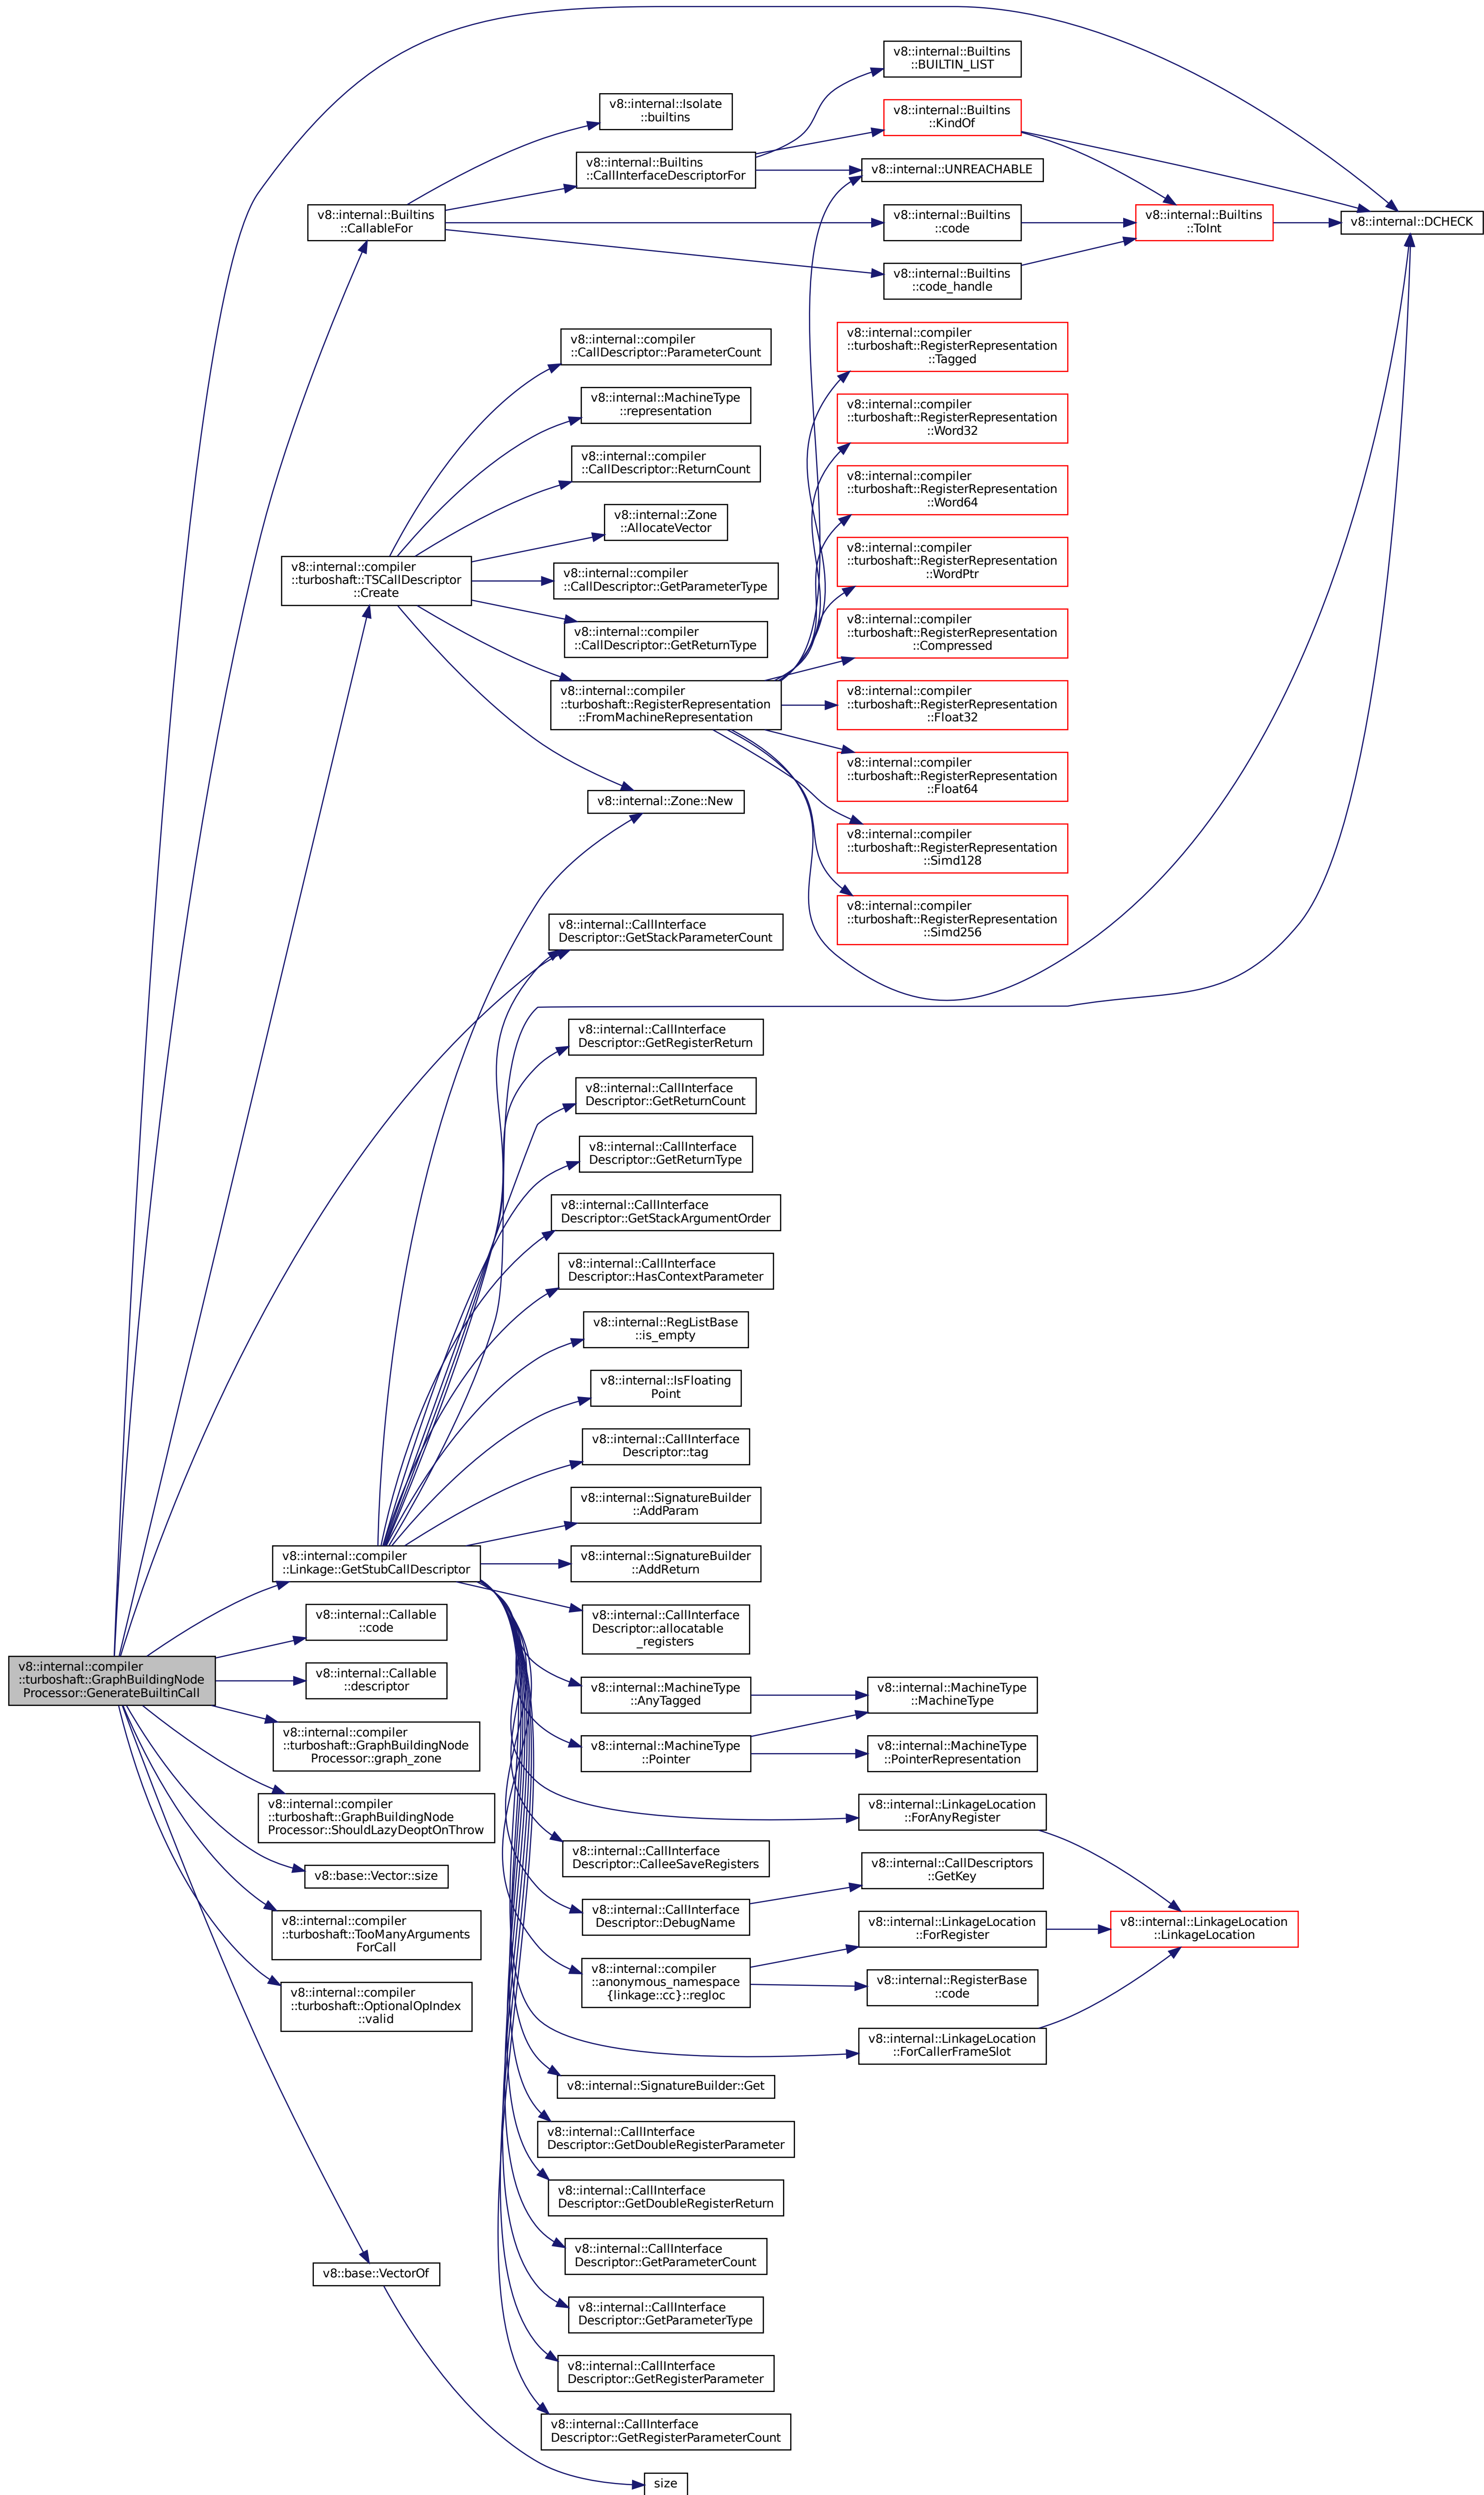 v8::internal::Builtins
::BUILTIN_LIST
v8::internal::Isolate
::builtins
v8::internal::Builtins
::KindOf
v8::internal::Builtins
::CallInterfaceDescriptorFor
v8::internal::UNREACHABLE
v8::internal::Builtins
::CallableFor
v8::internal::Builtins
::code
v8::internal::Builtins
::ToInt
v8::internal::DCHECK
v8::internal::Builtins
::code_handle
v8::internal::compiler
::CallDescriptor::ParameterCount
v8::internal::compiler
::turboshaft::RegisterRepresentation
::Tagged
v8::internal::MachineType
::representation
v8::internal::compiler
::turboshaft::RegisterRepresentation
::Word32
v8::internal::compiler
::CallDescriptor::ReturnCount
v8::internal::compiler
::turboshaft::RegisterRepresentation
::Word64
v8::internal::Zone
::AllocateVector
v8::internal::compiler
::turboshaft::RegisterRepresentation
::WordPtr
v8::internal::compiler
::turboshaft::TSCallDescriptor
::Create
v8::internal::compiler
::CallDescriptor::GetParameterType
v8::internal::compiler
::turboshaft::RegisterRepresentation
::Compressed
v8::internal::compiler
::CallDescriptor::GetReturnType
v8::internal::compiler
::turboshaft::RegisterRepresentation
::FromMachineRepresentation
v8::internal::compiler
::turboshaft::RegisterRepresentation
::Float32
v8::internal::compiler
::turboshaft::RegisterRepresentation
::Float64
v8::internal::Zone::New
v8::internal::compiler
::turboshaft::RegisterRepresentation
::Simd128
v8::internal::compiler
::turboshaft::RegisterRepresentation
::Simd256
v8::internal::CallInterface
Descriptor::GetStackParameterCount
v8::internal::CallInterface
Descriptor::GetRegisterReturn
v8::internal::CallInterface
Descriptor::GetReturnCount
v8::internal::CallInterface
Descriptor::GetReturnType
v8::internal::CallInterface
Descriptor::GetStackArgumentOrder
v8::internal::CallInterface
Descriptor::HasContextParameter
v8::internal::RegListBase
::is_empty
v8::internal::IsFloating
Point
v8::internal::CallInterface
Descriptor::tag
v8::internal::SignatureBuilder
::AddParam
v8::internal::compiler
::Linkage::GetStubCallDescriptor
v8::internal::SignatureBuilder
::AddReturn
v8::internal::Callable
::code
v8::internal::CallInterface
Descriptor::allocatable
_registers
v8::internal::compiler
::turboshaft::GraphBuildingNode
Processor::GenerateBuiltinCall
v8::internal::Callable
::descriptor
v8::internal::MachineType
::AnyTagged
v8::internal::MachineType
::MachineType
v8::internal::compiler
::turboshaft::GraphBuildingNode
Processor::graph_zone
v8::internal::MachineType
::Pointer
v8::internal::MachineType
::PointerRepresentation
v8::internal::compiler
::turboshaft::GraphBuildingNode
Processor::ShouldLazyDeoptOnThrow
v8::internal::LinkageLocation
::ForAnyRegister
v8::base::Vector::size
v8::internal::CallInterface
Descriptor::CalleeSaveRegisters
v8::internal::CallDescriptors
::GetKey
v8::internal::compiler
::turboshaft::TooManyArguments
ForCall
v8::internal::CallInterface
Descriptor::DebugName
v8::internal::LinkageLocation
::ForRegister
v8::internal::LinkageLocation
::LinkageLocation
v8::internal::compiler
::anonymous_namespace
{linkage::cc}::regloc
v8::internal::RegisterBase
::code
v8::internal::compiler
::turboshaft::OptionalOpIndex
::valid
v8::internal::LinkageLocation
::ForCallerFrameSlot
v8::internal::SignatureBuilder::Get
v8::internal::CallInterface
Descriptor::GetDoubleRegisterParameter
v8::internal::CallInterface
Descriptor::GetDoubleRegisterReturn
v8::base::VectorOf
v8::internal::CallInterface
Descriptor::GetParameterCount
v8::internal::CallInterface
Descriptor::GetParameterType
v8::internal::CallInterface
Descriptor::GetRegisterParameter
v8::internal::CallInterface
Descriptor::GetRegisterParameterCount
size